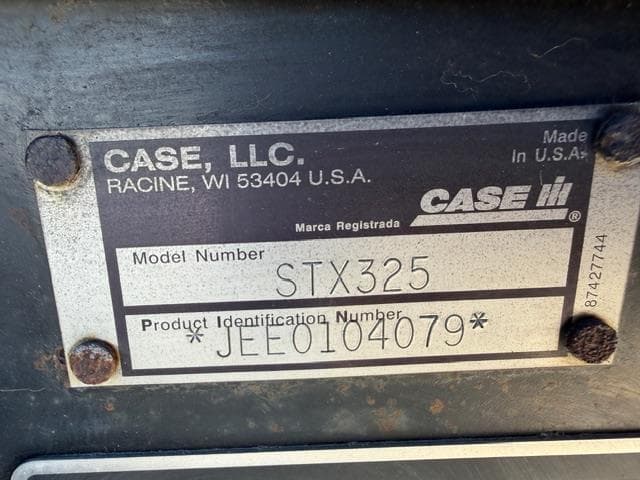 CASE, LLC.
RACINE, WI 53404 U.S.A.
Made
In U.S.A.
CASE IH®
Marca Registrada
Model Number
STX325
Product Identification Number
*JEE0104079*
87427744